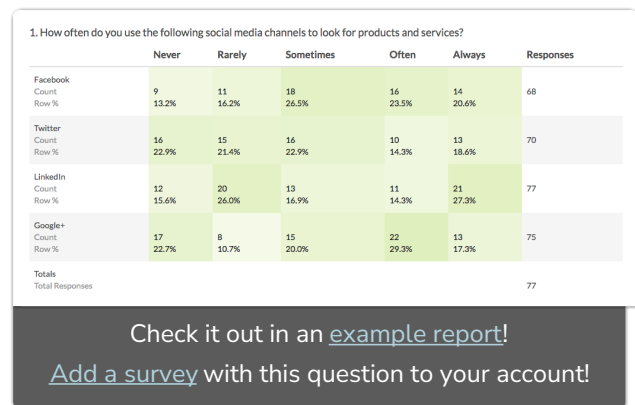 1. How often do you use the following social media channels to look for products and services?
Never Rarely Sometimes Often Always Responses
Facebook
Count 9 11 18 16 14 68
Row % 13.2% 16.2% 26.5% 23.5% 20.6%
Twitter
Count 16 15 16 10 13 70
Row % 22.9% 21.4% 22.9% 14.3% 18.6%
LinkedIn
Count 12 20 13 11 21 77
Row % 15.6% 26.0% 16.9% 14.3% 27.3%
Google+
Count 17 8 15 22 13 75
Row % 22.7% 10.7% 20.0% 29.3% 17.3%
Totals
Total Responses 77
Check it out in an example report!
Add a survey with this question to your account!